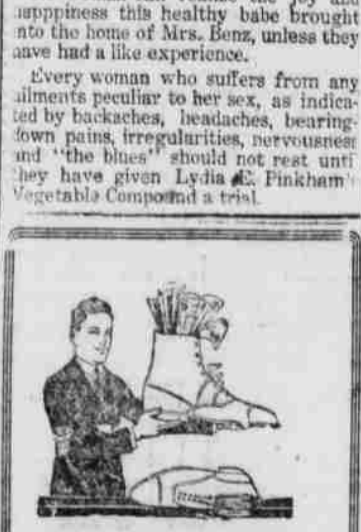 happpiness this healthy babe brought
into the home of Mrs. Benz, unless they
have had a like experience.
Every woman who suffers from any
ailments peculiar to her sex, as indica-
ted by backaches, headaches, bearing-
down pains, irregularities, nervousness
and "the blues" should not rest until
they have given Lydia E. Pinkham's
Vegetable Compound a trial.